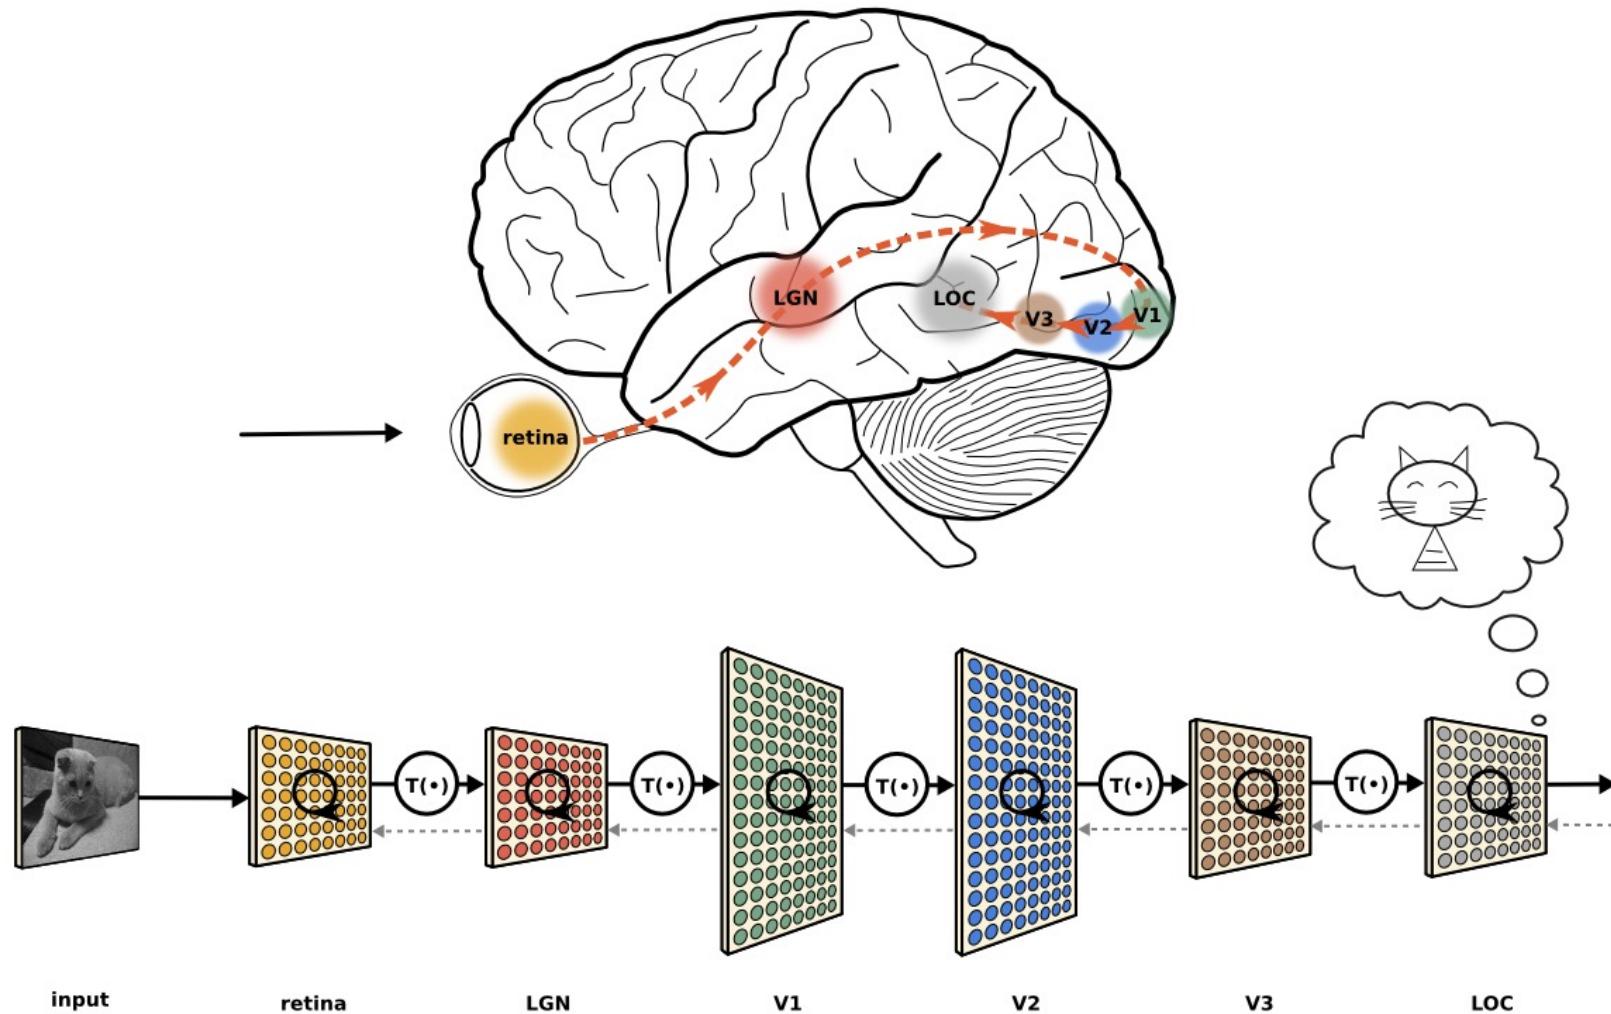 LGN
LOC
V3
V2
V1
retina
T(•)
T(•)
T(•)
T(•)
T(•)
input
retina
LGN
V1
V2
V3
LOC